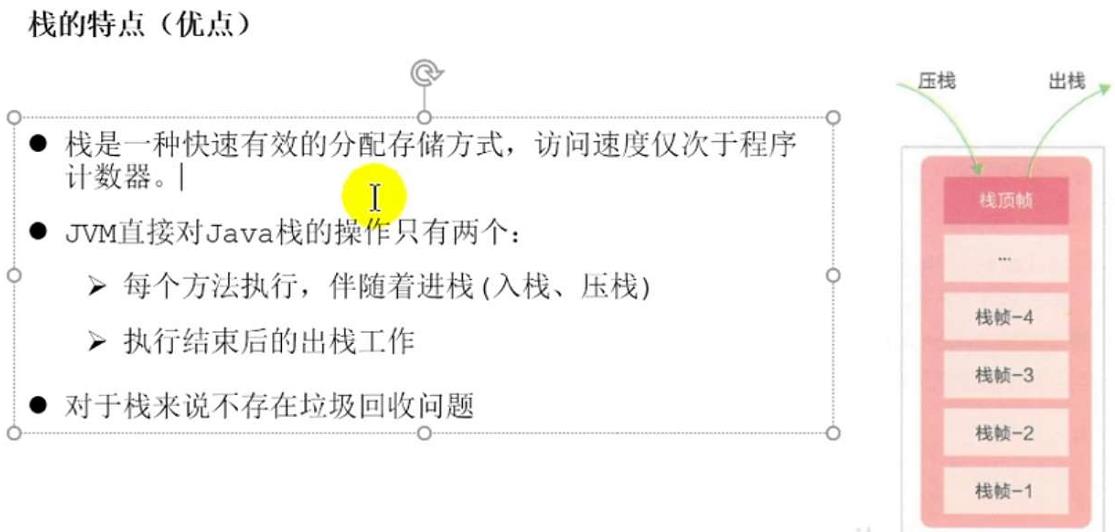 栈的特点（优点）
● 栈是一种快速有效的分配存储方式，访问速度仅次于程序
计数器。
● JVM直接对Java栈的操作只有两个：
➢ 每个方法执行，伴随着进栈(入栈、压栈)
➢ 执行结束后的出栈工作
● 对于栈来说不存在垃圾回收问题
压栈 出栈
栈顶帧
...
栈帧-4
栈帧-3
栈帧-2
栈帧-1